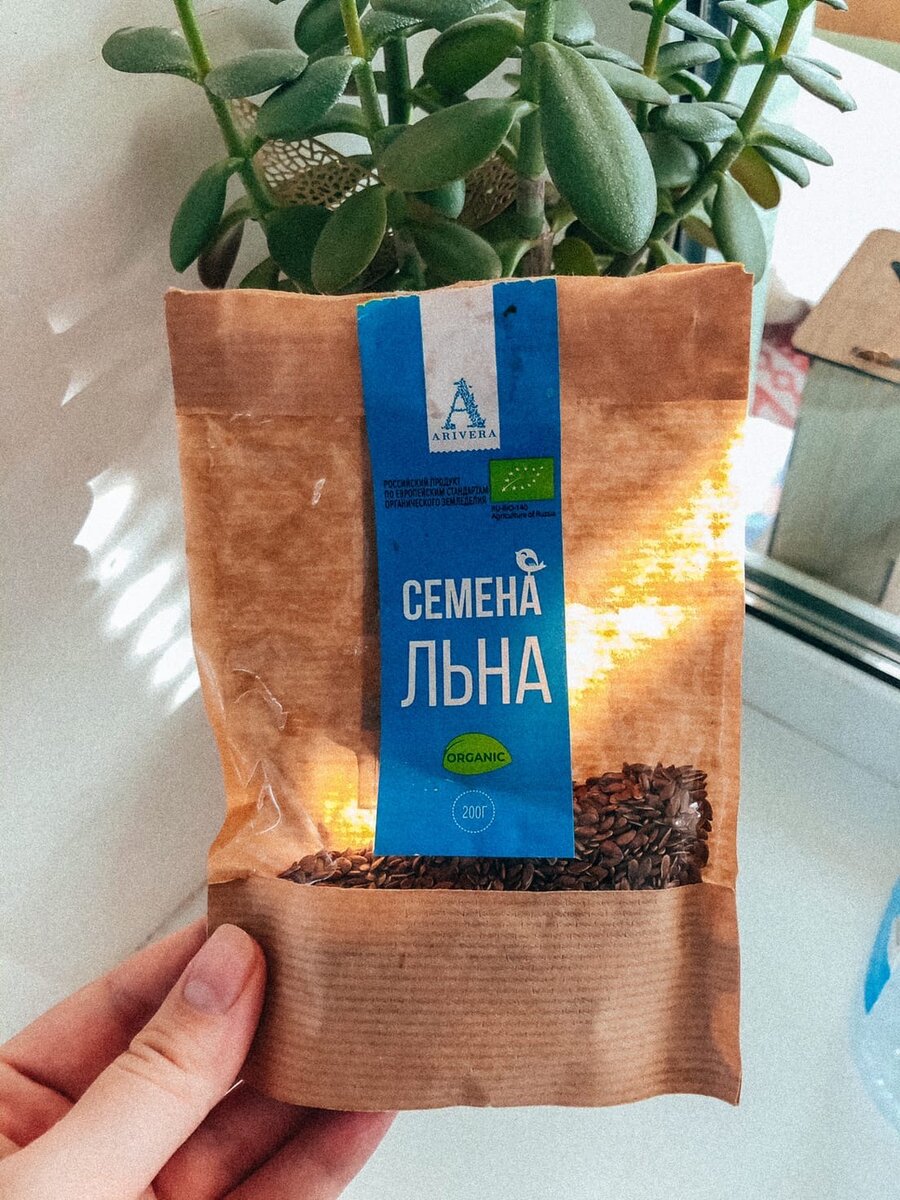 A
ARIVERA
РОССИЙСКИЙ ПРОДУКТ
ПО ЕВРОПЕЙСКИМ СТАНДАРТАМ
ОРГАНИЧЕСКОГО ЗЕМЛЕДЕЛИЯ
RU-BIO-140
Agriculture of Russia
СЕМЕНА
ЛЬНА
ORGANIC
200Г